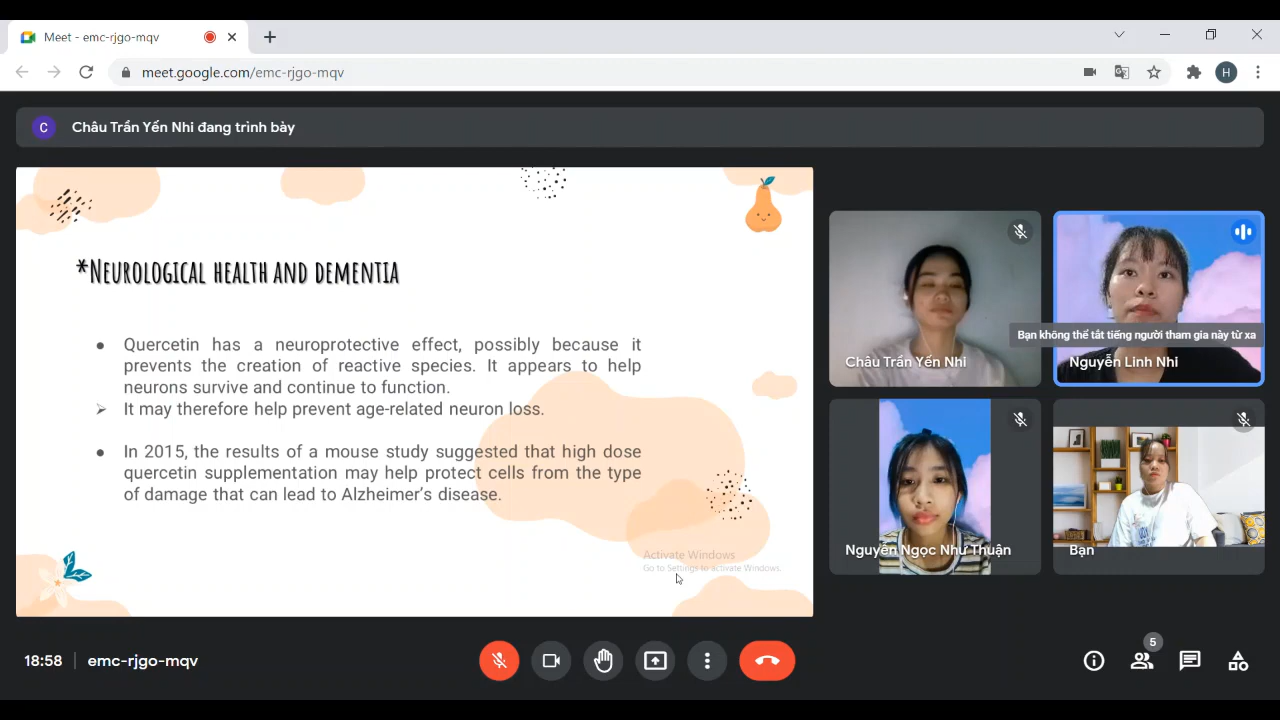 Meet - emc-rjgo-mqv
meet.google.com/emc-rjgo-mqv
H
C
Châu Trần Yến Nhi đang trình bày
*Neurological health and dementia
● Quercetin has a neuroprotective effect, possibly because it
prevents the creation of reactive species. It appears to help
neurons survive and continue to function.
➢ It may therefore help prevent age-related neuron loss.
● In 2015, the results of a mouse study suggested that high dose
quercetin supplementation may help protect cells from the type
of damage that can lead to Alzheimer's disease.
Activate Windows
Go to Settings to activate Windows.
Bạn không thể tắt tiếng người tham gia này từ xa
Châu Trần Yến Nhi
Nguyễn Linh Nhi
Nguyễn Ngọc Như Thuận
Bạn
18:58
emc-rjgo-mqv
5